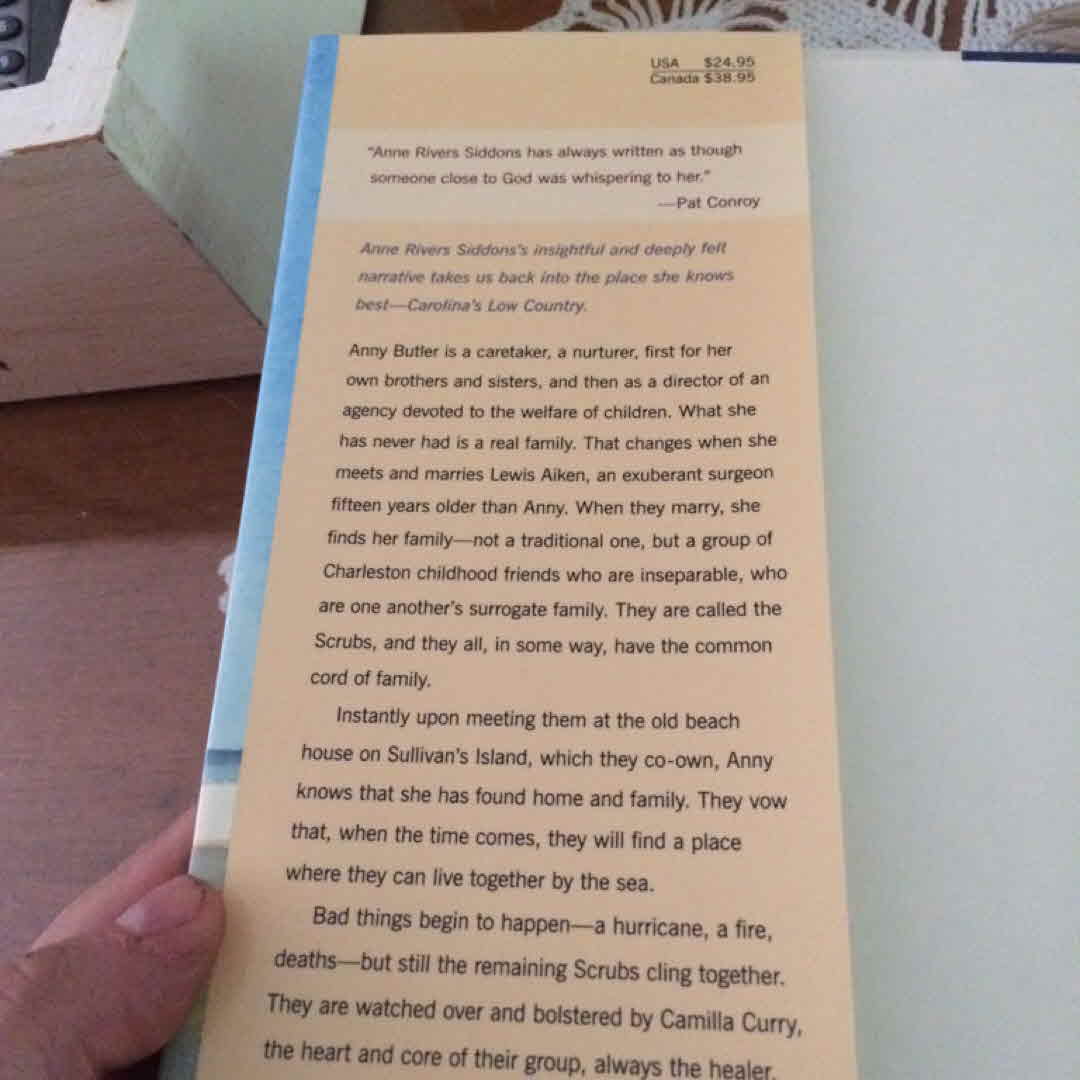 USA $24.95
Canada $38.95
"Anne Rivers Siddons has always written as though
someone close to God was whispering to her."
—Pat Conroy
Anne Rivers Siddons's insightful and deeply felt
narrative takes us back into the place she knows
best—Carolina's Low Country.
Anny Butler is a caretaker, a nurturer, first for her
own brothers and sisters, and then as a director of an
agency devoted to the welfare of children. What she
has never had is a real family. That changes when she
meets and marries Lewis Aiken, an exuberant surgeon
fifteen years older than Anny. When they marry, she
finds her family—not a traditional one, but a group of
Charleston childhood friends who are inseparable, who
are one another's surrogate family. They are called the
Scrubs, and they all, in some way, have the common
cord of family.
Instantly upon meeting them at the old beach
house on Sullivan's Island, which they co-own, Anny
knows that she has found home and family. They vow
that, when the time comes, they will find a place
where they can live together by the sea.
Bad things begin to happen—a hurricane, a fire,
deaths—but still the remaining Scrubs cling together.
They are watched over and bolstered by Camilla Curry,
the heart and core of their group, always the healer.